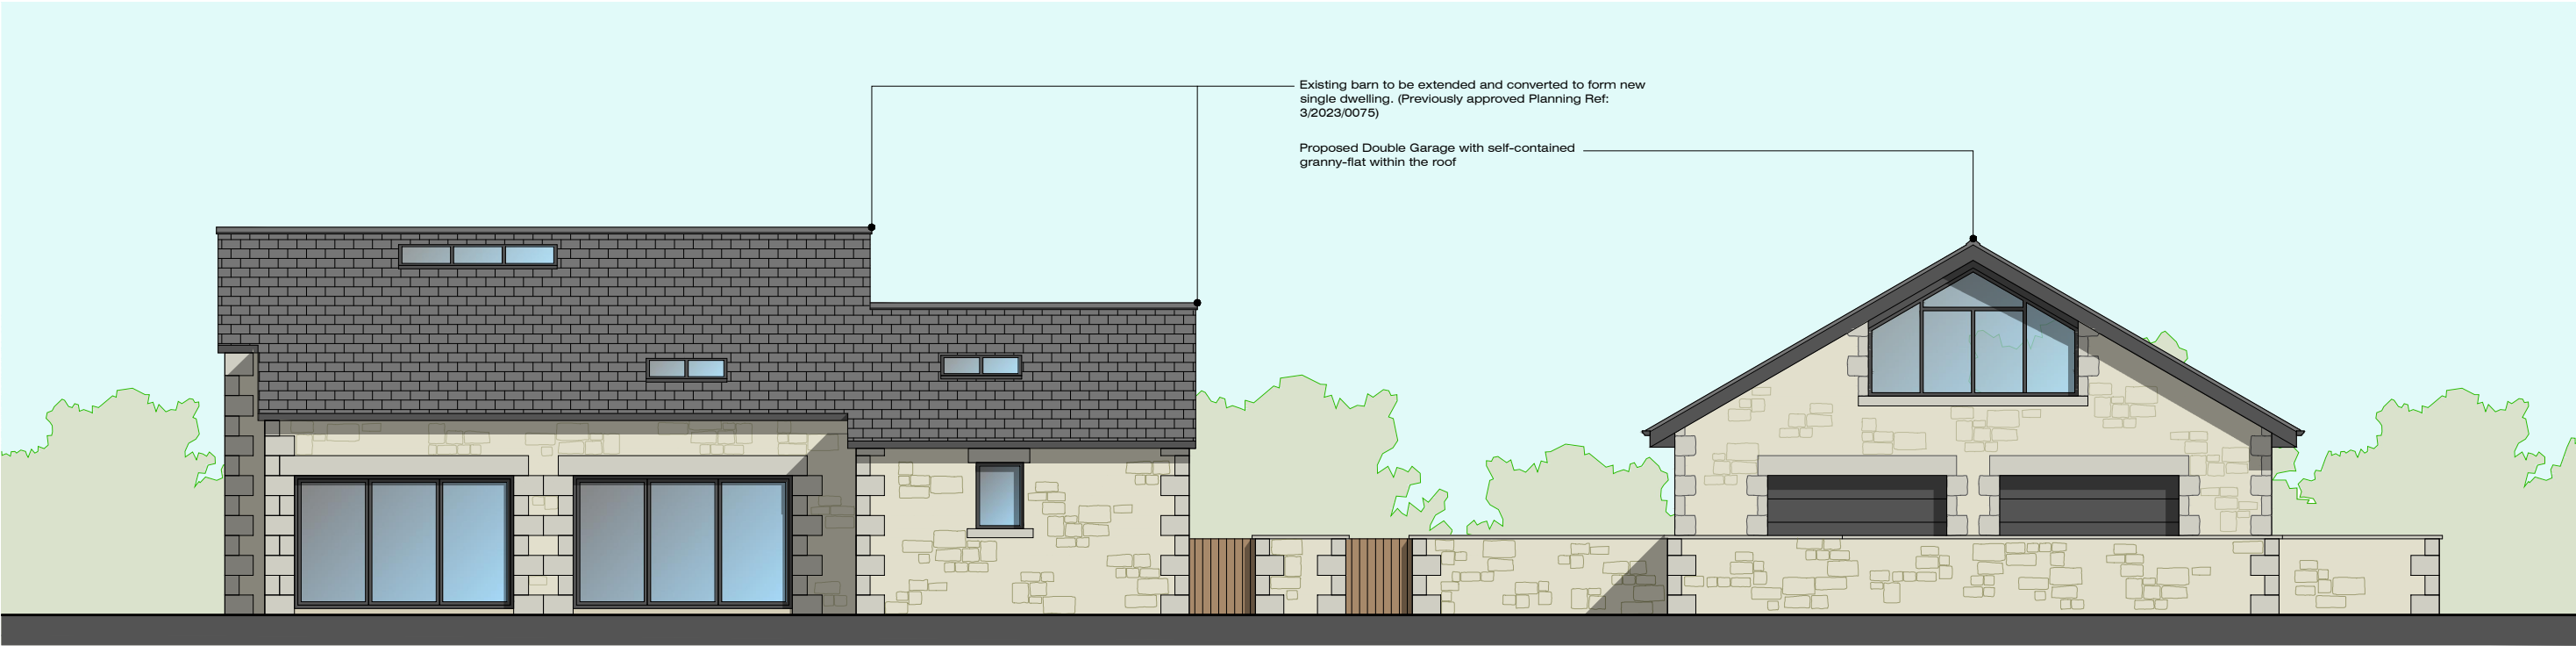 Existing barn to be extended and converted to form new
single dwelling. (Previously approved Planning Ref:
3/2023/0075)
Proposed Double Garage with self-contained
granny-flat within the roof